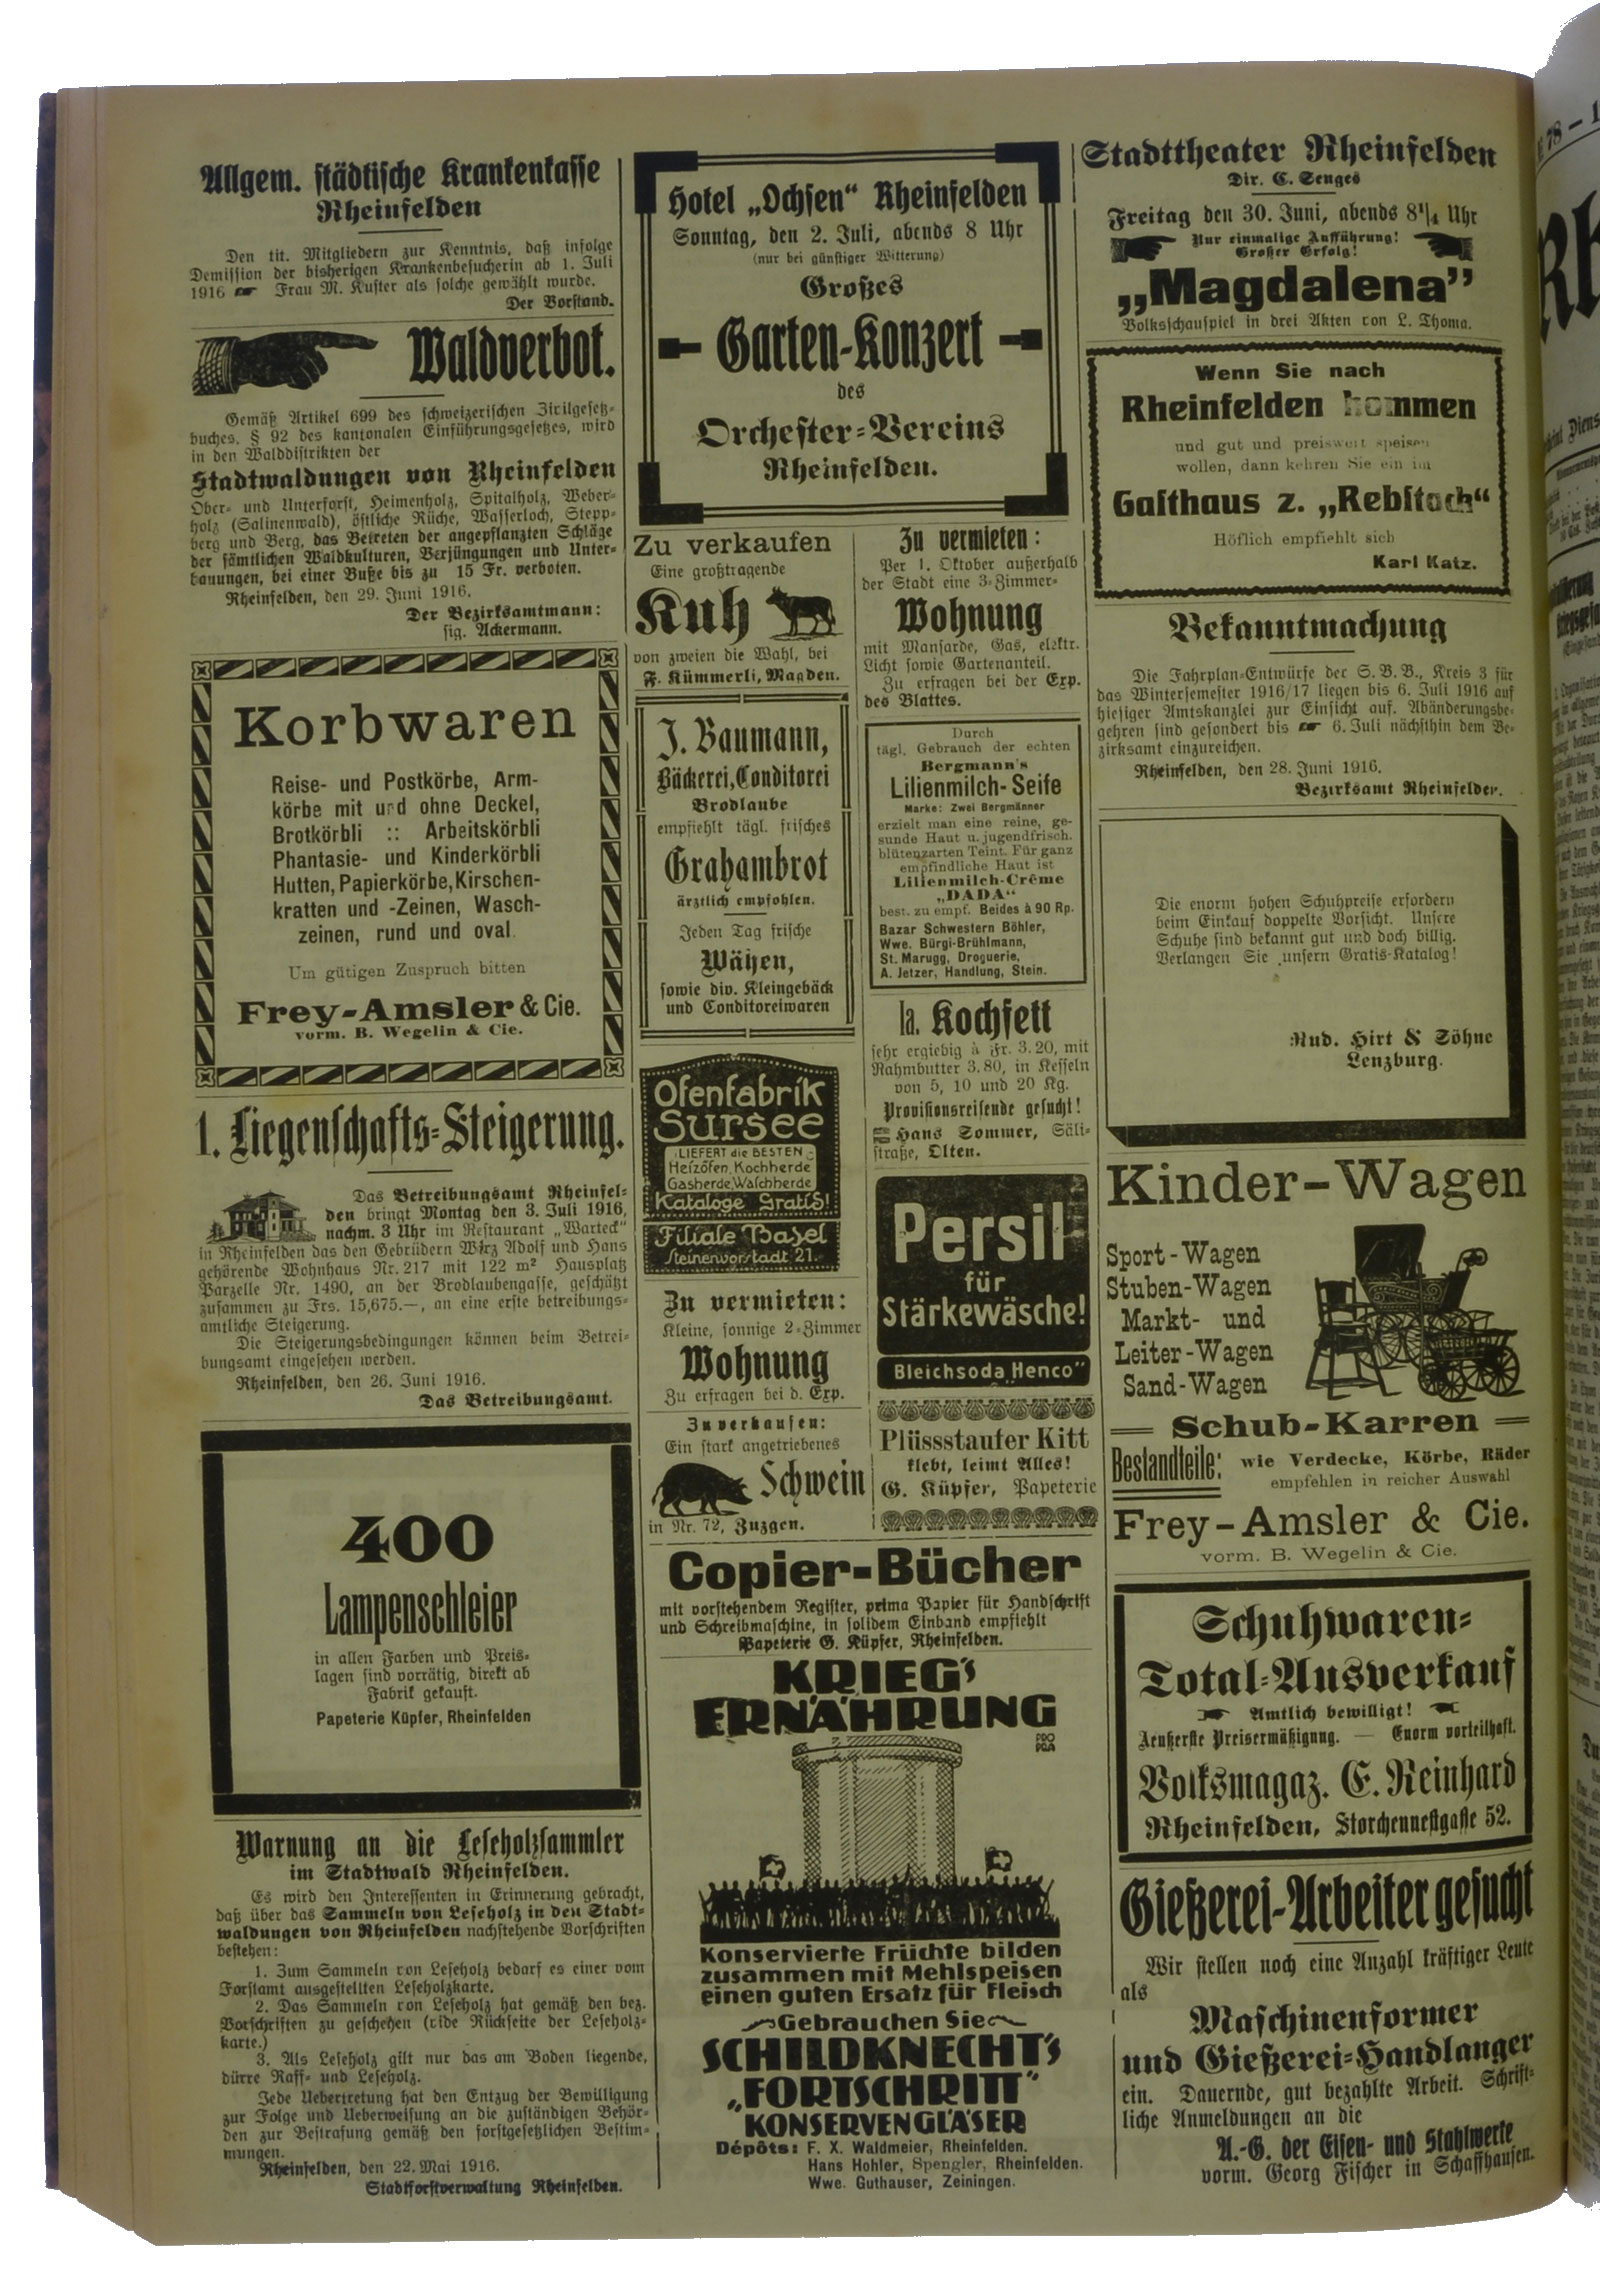 Allgem. städtische Krankenkasse
Rheinfelden
Den tit. Mitgliedern zur Kenntnis, daß infolge
Demission der bisherigen Krankenbesucherin ab 1. Juli
1916 Frau M. Kuster als solche gewählt wurde.
Der Vorstand.
Waldverbot.
Gemäß Artikel 699 des schweizerischen Zivilgesetz-
buches, § 92 des kantonalen Einführungsgesetzes, wird
in den Walddistrikten der
Stadtwaldungen von Rheinfelden
Ober- und Unterforst, Heimenholz, Spitalholz, Weber-
holz (Salinenwald), östliche Rüche, Wasserloch, Stepp-
berg und Berg, das Betreten der angepflanzten Schläge
der sämtlichen Waldkulturen, Verjüngungen und Unter-
bauungen, bei einer Buße bis zu 15 Fr. verboten.
Rheinfelden, den 29. Juni 1916.
Der Bezirksamtmann:
sig. Ackermann.
Korbwaren
Reise- und Postkörbe, Arm-
körbe mit und ohne Deckel,
Brotkörbli :: Arbeitskörbli
Phantasie- und Kinderkörbli
Hutten, Papierkörbe, Kirschen-
kratten und -Zeinen, Wasch-
zeinen, rund und oval
Um gütigen Zuspruch bitten
Frey-Amsler & Cie.
vorm. B. Wegelin & Cie.
1. Liegenschafts-Steigerung.
Das Betreibungsamt Rheinfel-
den bringt Montag den 3. Juli 1916,
nachm. 3 Uhr im Restaurant „Warteck"
in Rheinfelden das den Gebrüdern Wirz Adolf und Hans
gehörende Wohnhaus Nr. 217 mit 122 m² Hausplatz
Parzelle Nr. 1490, an der Brodlaubengasse, geschätzt
zusammen zu Frs. 15,675.—, an eine erste betreibungs-
amtliche Steigerung.
Die Steigerungsbedingungen können beim Betrei-
bungsamt eingesehen werden.
Rheinfelden, den 26. Juni 1916.
Das Betreibungsamt.
400
Lampenschleier
in allen Farben und Preis-
lagen sind vorrätig, direkt ab
Fabrik gekauft.
Papeterie Küpfer, Rheinfelden
Warnung an die Leseholzsammler
im Stadtwald Rheinfelden.
Es wird den Interessenten in Erinnerung gebracht,
daß über das Sammeln von Leseholz in den Stadt-
waldungen von Rheinfelden nachstehende Vorschriften
bestehen:
1. Zum Sammeln von Leseholz bedarf es einer vom
Forstamt ausgestellten Leseholzkarte.
2. Das Sammeln von Leseholz hat gemäß den bez.
Vorschriften zu geschehen (vide Rückseite der Leseholz-
karte.)
3. Als Leseholz gilt nur das am Boden liegende,
dürre Raff- und Leseholz.
Jede Uebertretung hat den Entzug der Bewilligung
zur Folge und Ueberweisung an die zuständigen Behör-
den zur Bestrafung gemäß den forstgesetzlichen Bestim-
mungen.
Rheinfelden, den 22. Mai 1916.
Stadtforstverwaltung Rheinfelden.
Hotel „Ochsen" Rheinfelden
Sonntag, den 2. Juli, abends 8 Uhr
(nur bei günstiger Witterung)
Großes
Garten-Konzert
des
Orchester-Vereins
Rheinfelden.
Zu verkaufen
Eine großtragende
Kuh
von zweien die Wahl, bei
F. Kümmerli, Magden.
J. Baumann,
Bäckerei, Conditorei
Brodlaube
empfiehlt tägl. frisches
Grahambrot
ärztlich empfohlen.
Jeden Tag frische
Wähen,
sowie div. Kleingebäck
und Conditoreiwaren
Ofenfabrik
Sursee
LIEFERT die BESTEN
Heizöfen, Kochherde
Gasherde, Waschherde
Kataloge Gratis!
Filiale Basel
Steinenvorstadt 21.
Zu vermieten:
Kleine, sonnige 2-Zimmer
Wohnung
Zu erfragen bei d. Exp.
Zu verkaufen:
Ein stark angetriebenes
Schwein
in Nr. 72, Zuzgen.
Zu vermieten:
Per 1. Oktober außerhalb
der Stadt eine 3-Zimmer-
Wohnung
mit Mansarde, Gas, elektr.
Licht sowie Gartenanteil.
Zu erfragen bei der Exp.
des Blattes.
Durch
tägl. Gebrauch der echten
Bergmann's
Lilienmilch-Seife
Marke: Zwei Bergmänner
erzielt man eine reine, ge-
sunde Haut u. jugendfrisch.
blütenzarten Teint. Für ganz
empfindliche Haut ist
Lilienmilch-Crême
„DADA"
best. zu empf. Beides à 90 Rp.
Bazar Schwestern Böhler,
Wwe. Bürgi-Brühlmann,
St. Marugg, Droguerie,
A. Jetzer, Handlung, Stein.
Ia. Kochfett
sehr ergiebig à Fr. 3.20, mit
Rahmbutter 3.80, in Kesseln
von 5, 10 und 20 Kg.
Provisionsreisende gesucht!
Hans Sommer, Säli-
straße, Olten.
Persil
für
Stärkewäsche!
Bleichsoda „Henco"
Plüssstaufer Kitt
klebt, leimt Alles!
G. Küpfer, Papeterie
Copier-Bücher
mit vorstehendem Register, prima Papier für Handschrift
und Schreibmaschine, in solidem Einband empfiehlt
Papeterie G. Küpfer, Rheinfelden.
KRIEG'S
ERNÄHRUNG
PRO
PRA
Konservierte Früchte bilden
zusammen mit Mehlspeisen
einen guten Ersatz für Fleisch
Gebrauchen Sie
SCHILDKNECHT'S
„FORTSCHRITT"
KONSERVENGLÄSER
Dépôts: F. X. Waldmeier, Rheinfelden.
Hans Hohler, Spengler, Rheinfelden.
Wwe. Guthauser, Zeiningen.
Stadttheater Rheinfelden
Dir. C. Senges
Freitag den 30. Juni, abends 8¼ Uhr
Nur einmalige Aufführung!
Großer Erfolg!
„Magdalena"
Volksschauspiel in drei Akten von L. Thoma.
Wenn Sie nach
Rheinfelden kommen
und gut und preiswert speisen
wollen, dann kehren Sie ein im
Gasthaus z. „Rebstock"
Höflich empfiehlt sich
Karl Katz.
Bekanntmachung
Die Fahrplan-Entwürfe der S. B. B., Kreis 3 für
das Wintersemester 1916/17 liegen bis 6. Juli 1916 auf
hiesiger Amtskanzlei zur Einsicht auf. Abänderungsbe-
gehren sind gesondert bis 6. Juli nächsthin dem Be-
zirksamt einzureichen.
Rheinfelden, den 28. Juni 1916.
Bezirksamt Rheinfelden.
Die enorm hohen Schuhpreise erfordern
beim Einkauf doppelte Vorsicht. Unsere
Schuhe sind bekannt gut und doch billig.
Verlangen Sie unsern Gratis-Katalog!
Rud. Hirt & Söhne
Lenzburg.
Kinder-Wagen
Sport-Wagen
Stuben-Wagen
Markt- und
Leiter-Wagen
Sand-Wagen
Schub-Karren
Bestandteile: wie Verdecke, Körbe, Räder
empfehlen in reicher Auswahl
Frey-Amsler & Cie.
vorm. B. Wegelin & Cie.
Schuhwaren-
Total-Ausverkauf
Amtlich bewilligt!
Aeußerste Preisermäßigung. — Enorm vorteilhaft.
Volksmagaz. E. Reinhard
Rheinfelden, Storchennestgasse 52.
Gießerei-Arbeiter gesucht
Wir stellen noch eine Anzahl kräftiger Leute
als
Maschinenformer
und Gießerei-Handlanger
ein. Dauernde, gut bezahlte Arbeit. Schrift-
liche Anmeldungen an die
A.-G. der Eisen- und Stahlwerke
vorm. Georg Fischer in Schaffhausen.